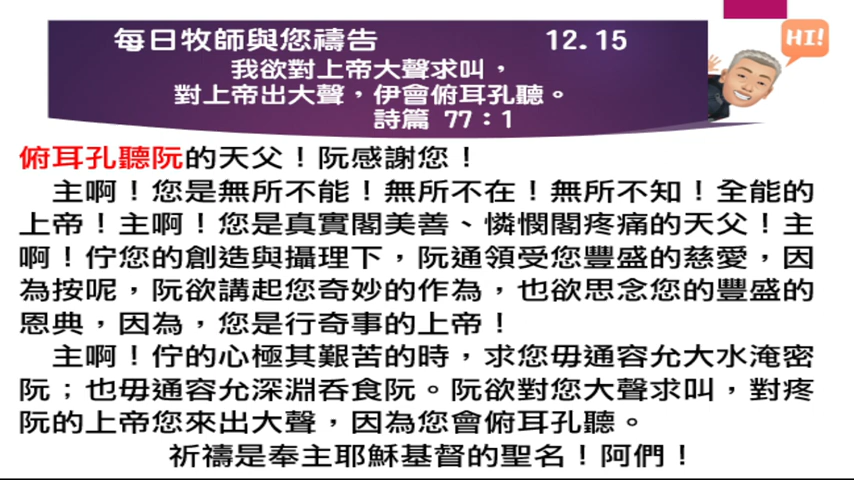 每日牧師與您禱告 12.15
HI!
我欲對上帝大聲求叫，
對上帝出大聲，伊會俯耳孔聽。
詩篇 77：1
俯耳孔聽阮的天父！阮感謝您！
主啊！您是無所不能！無所不在！無所不知！全能的
上帝！主啊！您是真實閣美善、憐憫閣疼痛的天父！主
啊！佇您的創造與攝理下，阮通領受您豐盛的慈愛，因
為按呢，阮欲講起您奇妙的作為，也欲思念您的豐盛的
恩典，因為，您是行奇事的上帝！
主啊！佇的心極其艱苦的時，求您毋通容允大水淹密
阮；也毋通容允深淵吞食阮。阮欲對您大聲求叫，對疼
阮的上帝您來出大聲，因為您會俯耳孔聽。
祈禱是奉主耶穌基督的聖名！阿們！